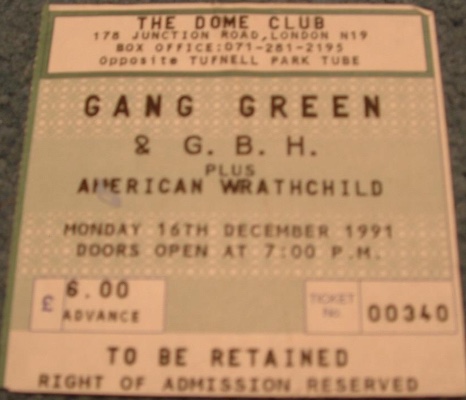 THE DOME CLUB
178 JUNCTION ROAD, LONDON N19
BOX OFFICE: 071-281-2195
Opposite TUFNELL PARK TUBE
GANG GREEN
& G. B. H.
PLUS
AMERICAN WRATHCHILD
MONDAY 16TH DECEMBER 1991
DOORS OPEN AT 7:00 P.M.
£ 6.00
ADVANCE
TICKET No. 00340
TO BE RETAINED
RIGHT OF ADMISSION RESERVED